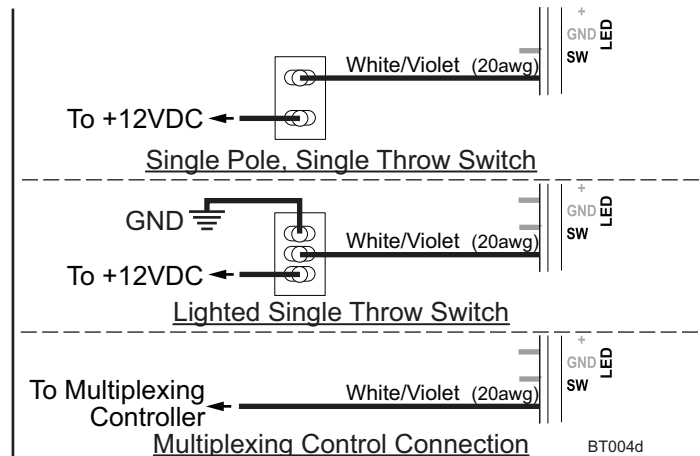 +
GND
LED
White/Violet (20awg)
SW
To +12VDC
Single Pole, Single Throw Switch
+
GND
LED
GND
White/Violet (20awg)
SW
To +12VDC
Lighted Single Throw Switch
+
GND
LED
To Multiplexing
Controller
White/Violet (20awg)
SW
Multiplexing Control Connection
BT004d